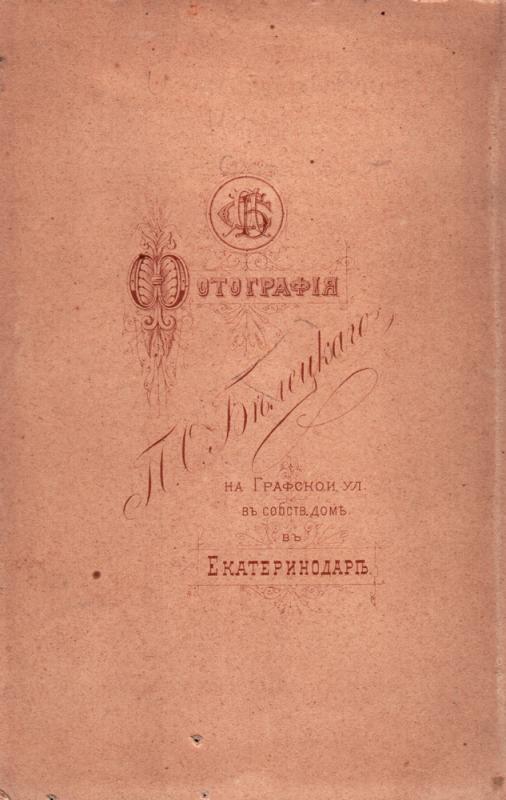 Фотографія
П. С. Бѣлецкаго
на Графской ул.
въ собств. домѣ
въ
Екатеринодарѣ.